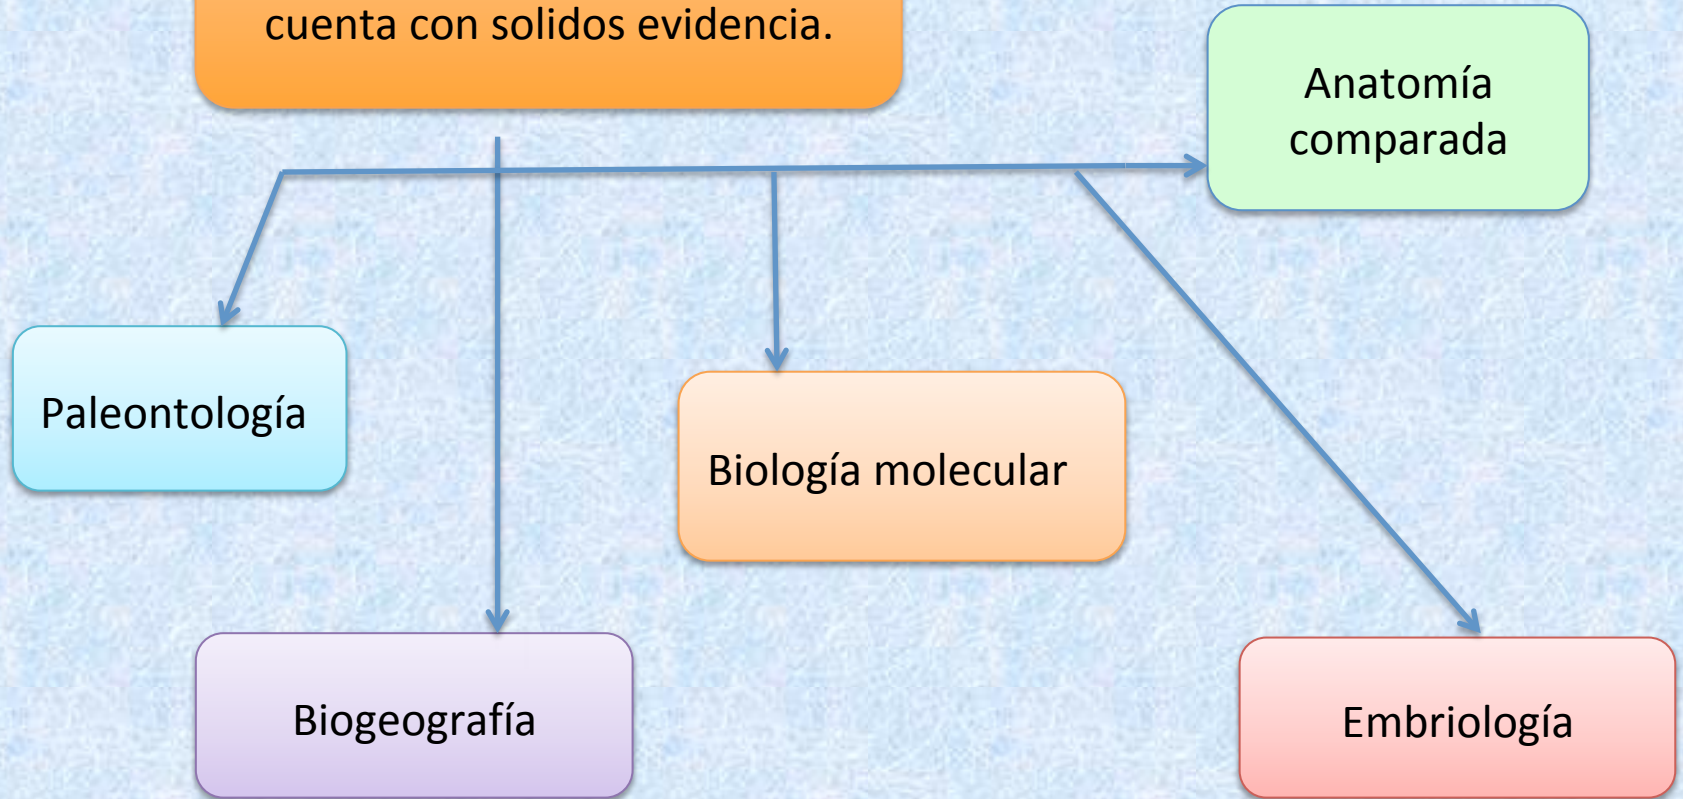 cuenta con solidos evidencia.
Anatomía
comparada
Paleontología
Biología molecular
Biogeografía
Embriología